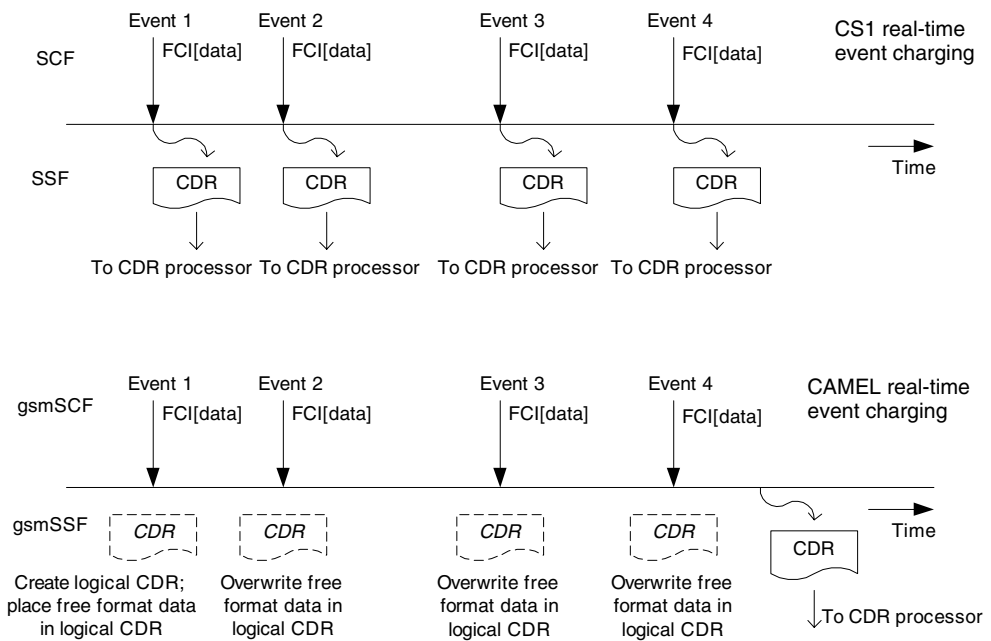 Event 1 Event 2 Event 3 Event 4
CS1 real-time
event charging
SCF
FCI[data] FCI[data] FCI[data] FCI[data]
Time
SSF
CDR CDR CDR CDR
To CDR processor To CDR processor To CDR processor To CDR processor
Event 1 Event 2 Event 3 Event 4
CAMEL real-time
event charging
gsmSCF
FCI[data] FCI[data] FCI[data] FCI[data]
gsmSSF
Time
CDR CDR CDR CDR
CDR
Create logical CDR;
place free format data
in logical CDR
Overwrite free
format data in
logical CDR
Overwrite free
format data in
logical CDR
Overwrite free
format data in
logical CDR
To CDR processor